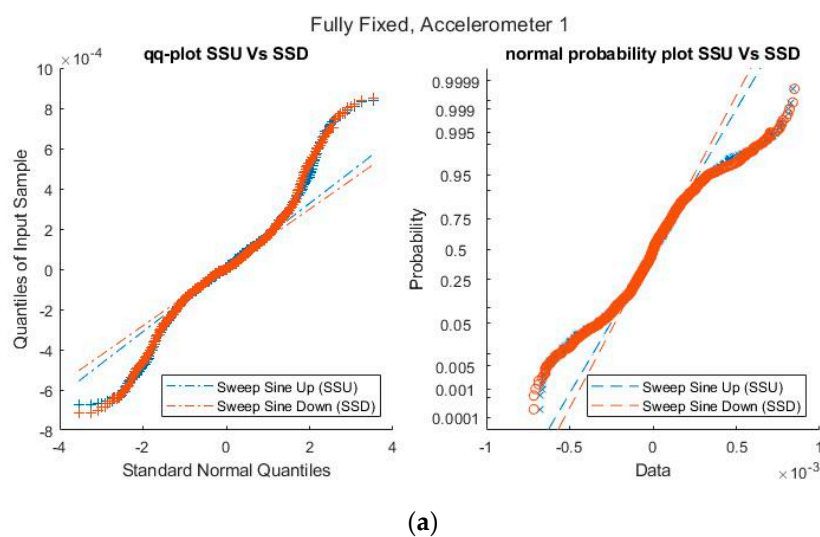 Fully Fixed, Accelerometer 1
qq-plot SSU Vs SSD
×10⁻⁴
10
8
6
4
2
0
-2
-4
-6
-8
-4
-2
0
2
4
Quantiles of Input Sample
Standard Normal Quantiles
Sweep Sine Up (SSU)
Sweep Sine Down (SSD)
normal probability plot SSU Vs SSD
0.9999
0.999
0.995
0.95
0.75
0.5
0.25
0.05
0.005
0.001
0.0001
-1
-0.5
0
0.5
1
×10⁻³
Probability
Data
Sweep Sine Up (SSU)
Sweep Sine Down (SSD)
(a)